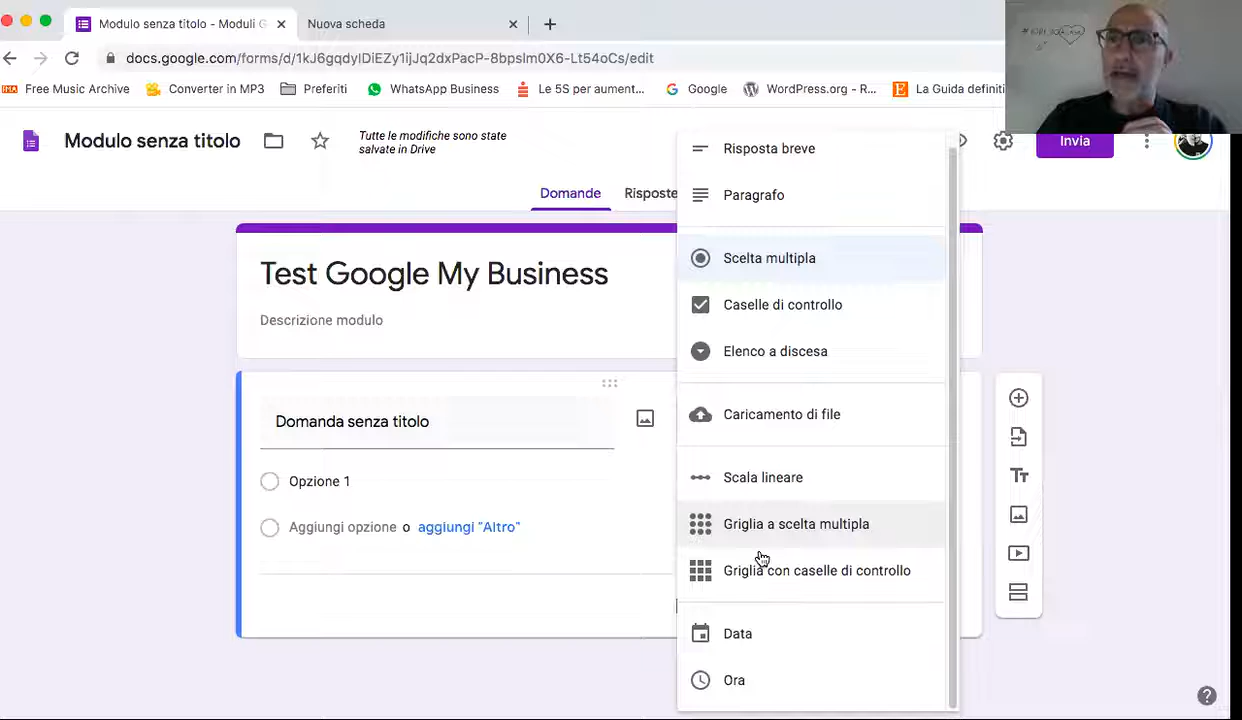 Modulo senza titolo - Moduli G
Nuova scheda
docs.google.com/forms/d/1kJ6gqdylDiEZy1ijJq2dxPacP-8bpslm0X6-Lt54oCs/edit
Free Music Archive
Converter in MP3
Preferiti
WhatsApp Business
Le 5S per aument...
Google
WordPress.org - R...
La Guida definiti
Modulo senza titolo
Tutte le modifiche sono state
salvate in Drive
Invia
Domande
Risposte
Test Google My Business
Descrizione modulo
Domanda senza titolo
Opzione 1
Aggiungi opzione o aggiungi "Altro"
Risposta breve
Paragrafo
Scelta multipla
Caselle di controllo
Elenco a discesa
Caricamento di file
Scala lineare
Griglia a scelta multipla
Griglia con caselle di controllo
Data
Ora